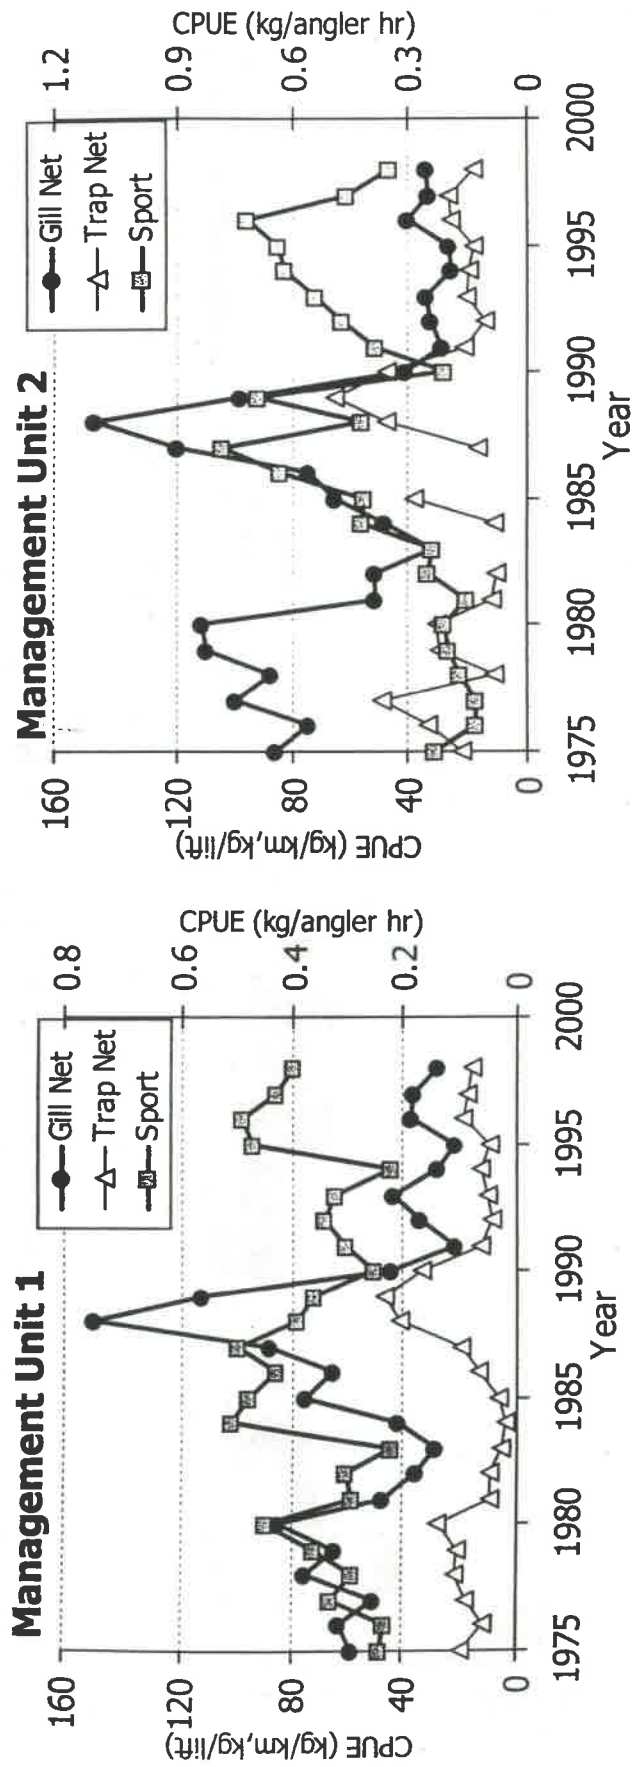 Management Unit 1
Gill Net
Trap Net
Sport
160
120
80
40
0
CPUE (kg/km,kg/lift)
0.8
0.6
0.4
0.2
0
CPUE (kg/angler hr)
1975
1980
1985
1990
1995
2000
Year
Management Unit 2
Gill Net
Trap Net
Sport
160
120
80
40
0
CPUE (kg/km,kg/lift)
1.2
0.9
0.6
0.3
0
CPUE (kg/angler hr)
1975
1980
1985
1990
1995
2000
Year